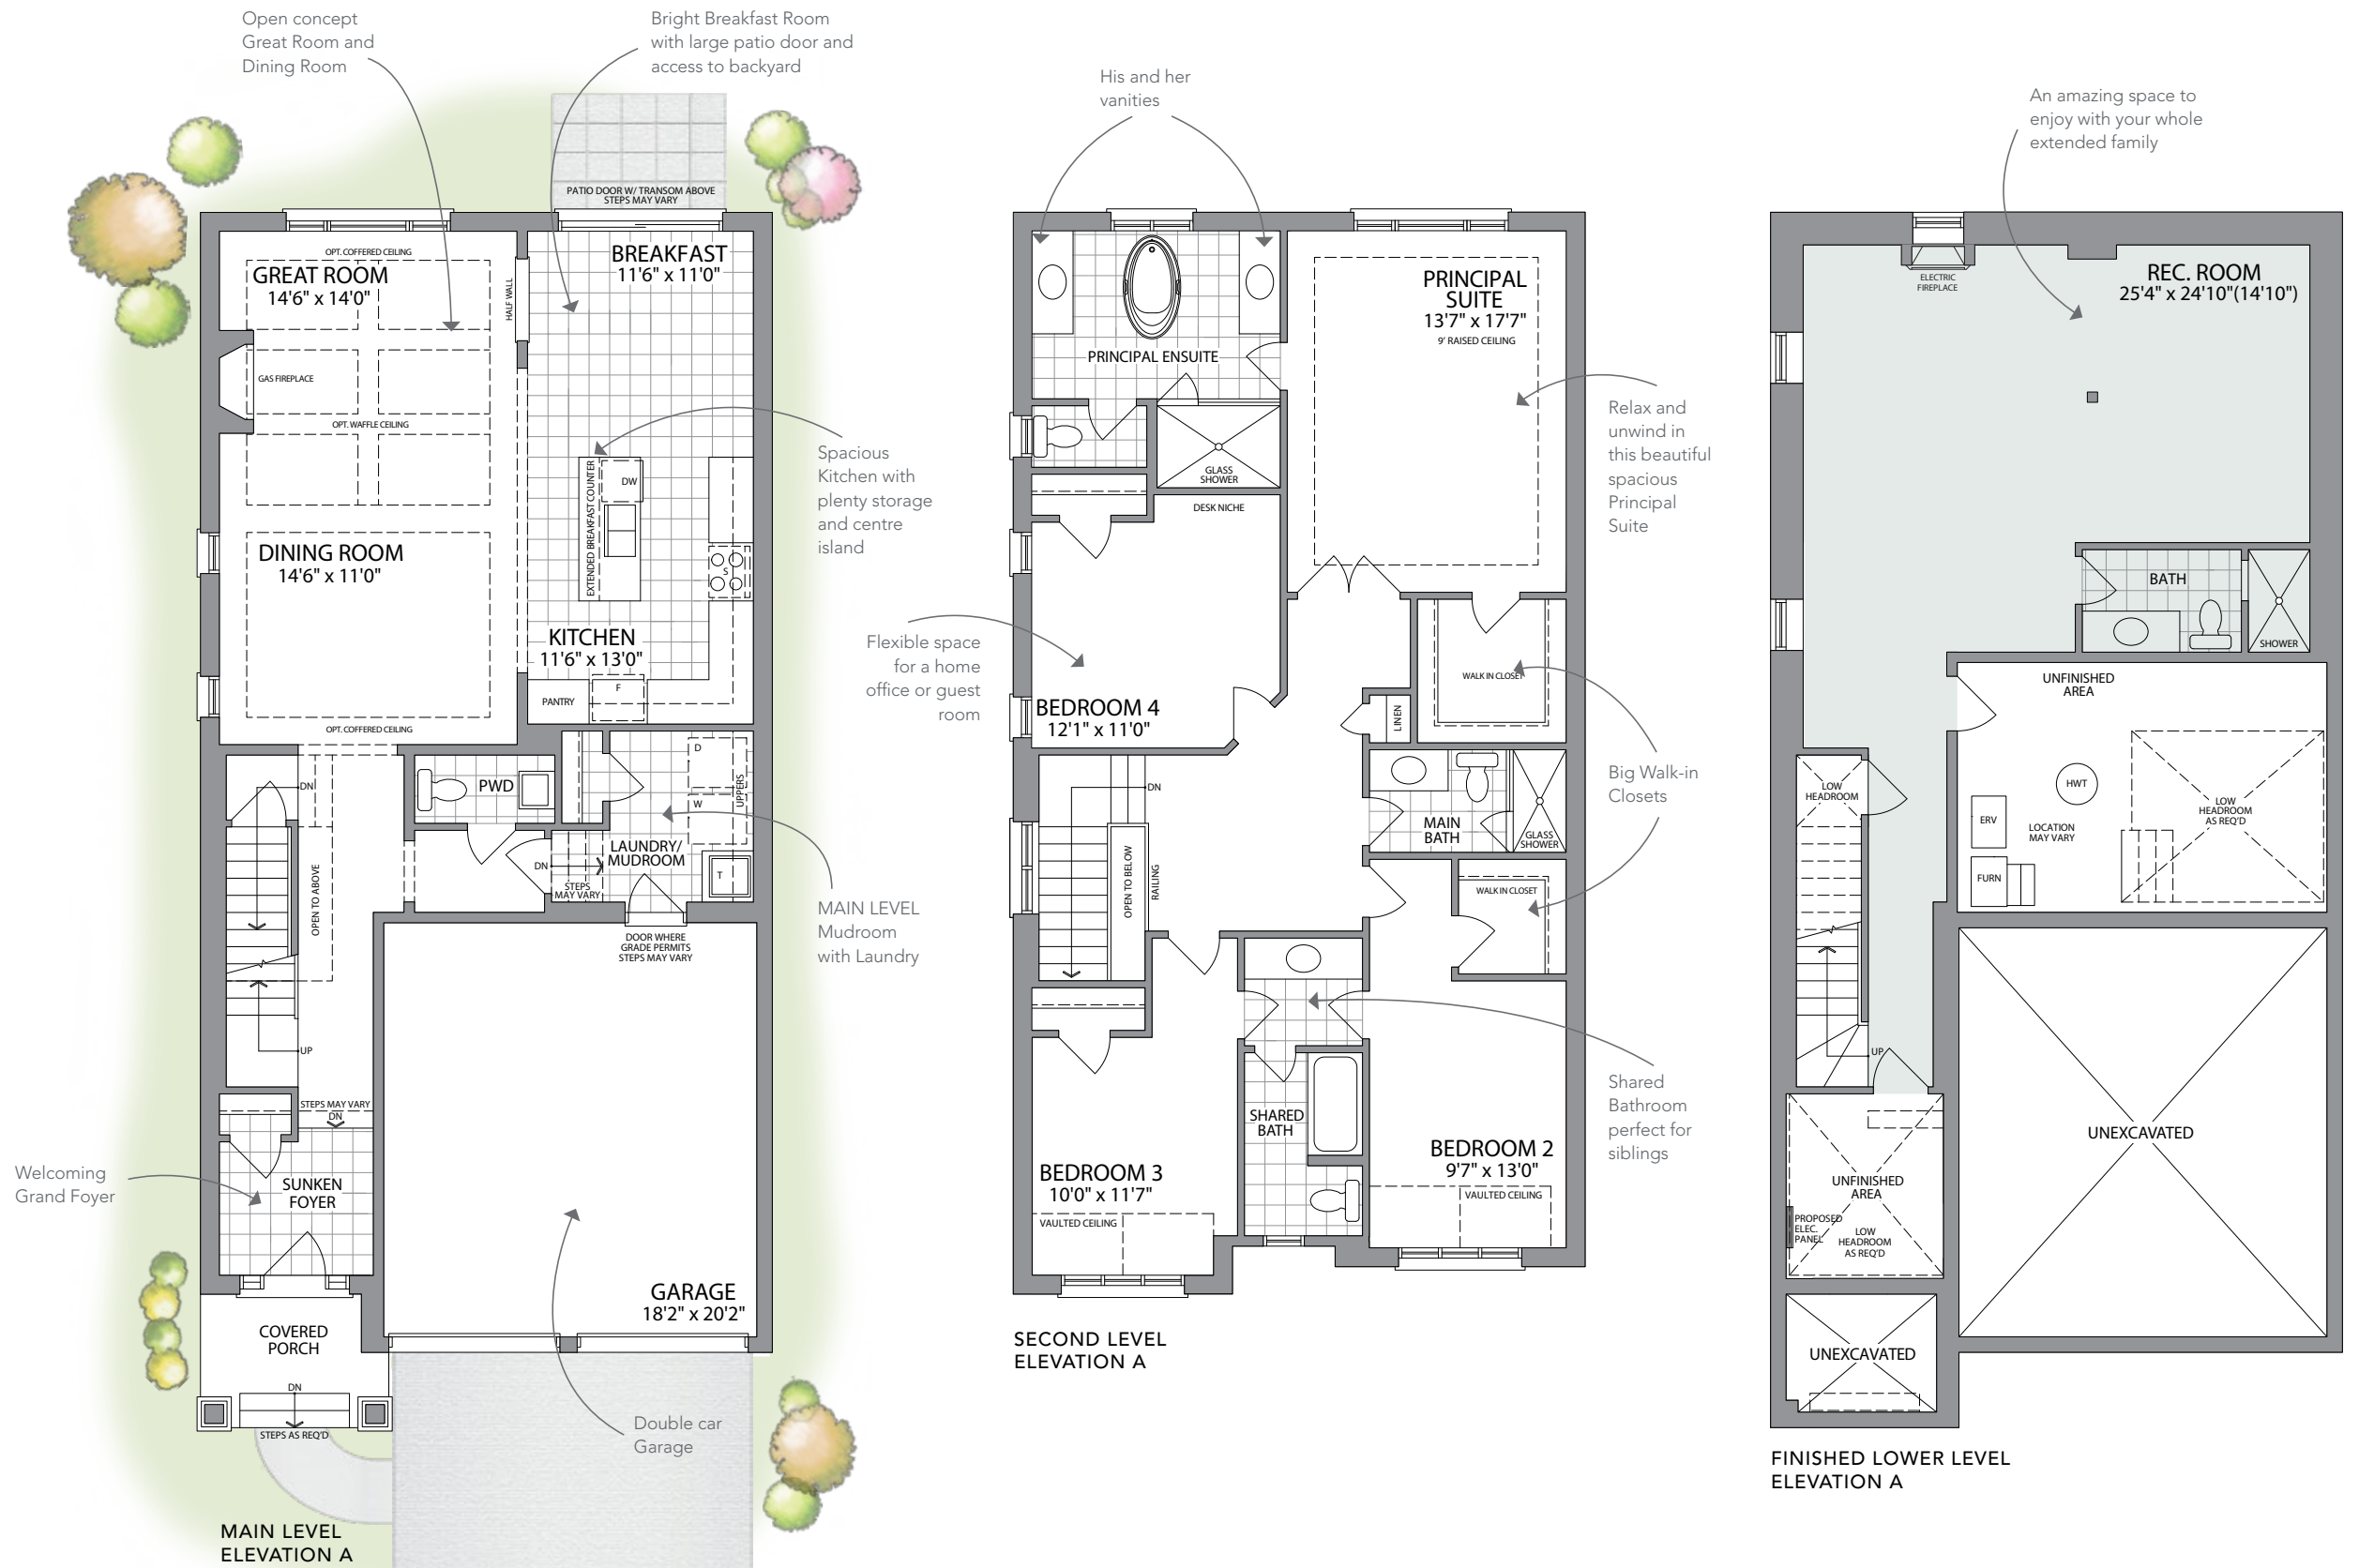 Open concept
Great Room and
Dining Room
Bright Breakfast Room
with large patio door and
access to backyard
PATIO DOOR W/ TRANSOM ABOVE
STEPS MAY VARY
OPT. COFFERED CEILING
GREAT ROOM
14'6" x 14'0"
HALF WALL
BREAKFAST
11'6" x 11'0"
GAS FIREPLACE
OPT. WAFFLE CEILING
Spacious
Kitchen with
plenty storage
and centre
island
EXTENDED BREAKFAST COUNTER
DW
S
DINING ROOM
14'6" x 11'0"
KITCHEN
11'6" x 13'0"
PANTRY
F
OPT. COFFERED CEILING
DN
OPEN TO ABOVE
PWD
D
W
UPPERS
LAUNDRY/
MUDROOM
DN
STEPS
MAY VARY
T
MAIN LEVEL
Mudroom
with Laundry
DOOR WHERE
GRADE PERMITS
STEPS MAY VARY
UP
STEPS MAY VARY
DN
Welcoming
Grand Foyer
SUNKEN
FOYER
GARAGE
18'2" x 20'2"
COVERED
PORCH
DN
STEPS AS REQ'D
Double car
Garage
MAIN LEVEL
ELEVATION A
His and her
vanities
PRINCIPAL ENSUITE
PRINCIPAL
SUITE
13'7" x 17'7"
9' RAISED CEILING
GLASS
SHOWER
DESK NICHE
Relax and
unwind in
this beautiful
spacious
Principal
Suite
Flexible space
for a home
office or guest
room
BEDROOM 4
12'1" x 11'0"
WALK IN CLOSET
LINEN
Big Walk-in
Closets
DN
OPEN TO BELOW
RAILING
MAIN
BATH
GLASS
SHOWER
WALK IN CLOSET
SHARED
BATH
Shared
Bathroom
perfect for
siblings
BEDROOM 3
10'0" x 11'7"
VAULTED CEILING
BEDROOM 2
9'7" x 13'0"
VAULTED CEILING
SECOND LEVEL
ELEVATION A
An amazing space to
enjoy with your whole
extended family
ELECTRIC
FIREPLACE
REC. ROOM
25'4" x 24'10"(14'10")
BATH
SHOWER
UNFINISHED
AREA
LOW
HEADROOM
HWT
ERV
LOCATION
MAY VARY
FURN
LOW
HEADROOM
AS REQ'D
UP
UNEXCAVATED
UNFINISHED
AREA
PROPOSED
ELEC.
PANEL
LOW
HEADROOM
AS REQ'D
UNEXCAVATED
FINISHED LOWER LEVEL
ELEVATION A